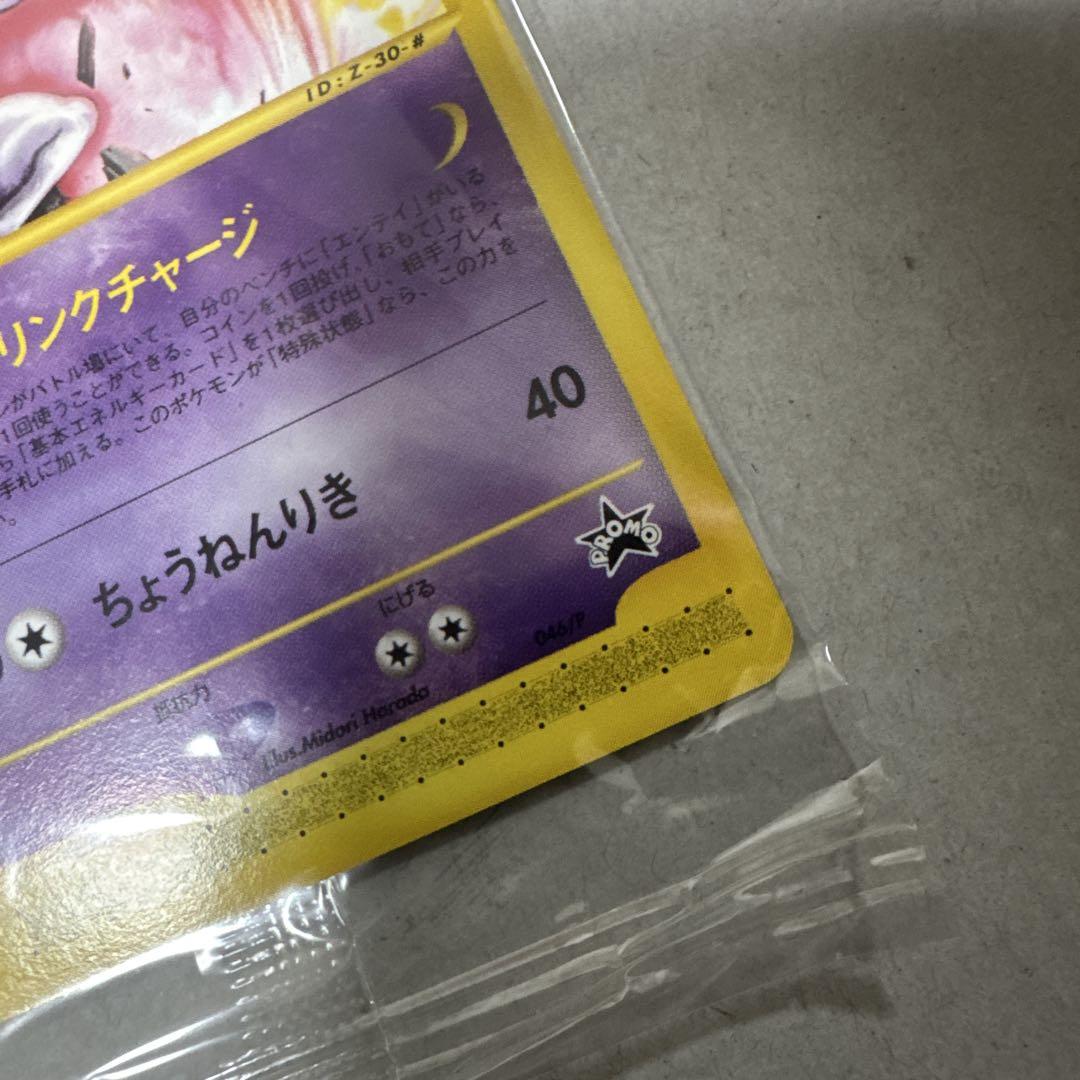 ID:Z-30-#
リンクチャージ
ンがバトル場にいて、自分のベンチに「エンテイ」がいる
1回使うことができる。コインを1回投げ「おもて」なら、
ら「基本エネルギーカード」を1枚選び出し、相手プレイ
手札に加える。このポケモンが「特殊状態」なら、この力を
い。
ちょうねんりき 40
PROMO
抵抗力 にげる
Illus.Midori Harada 046/P